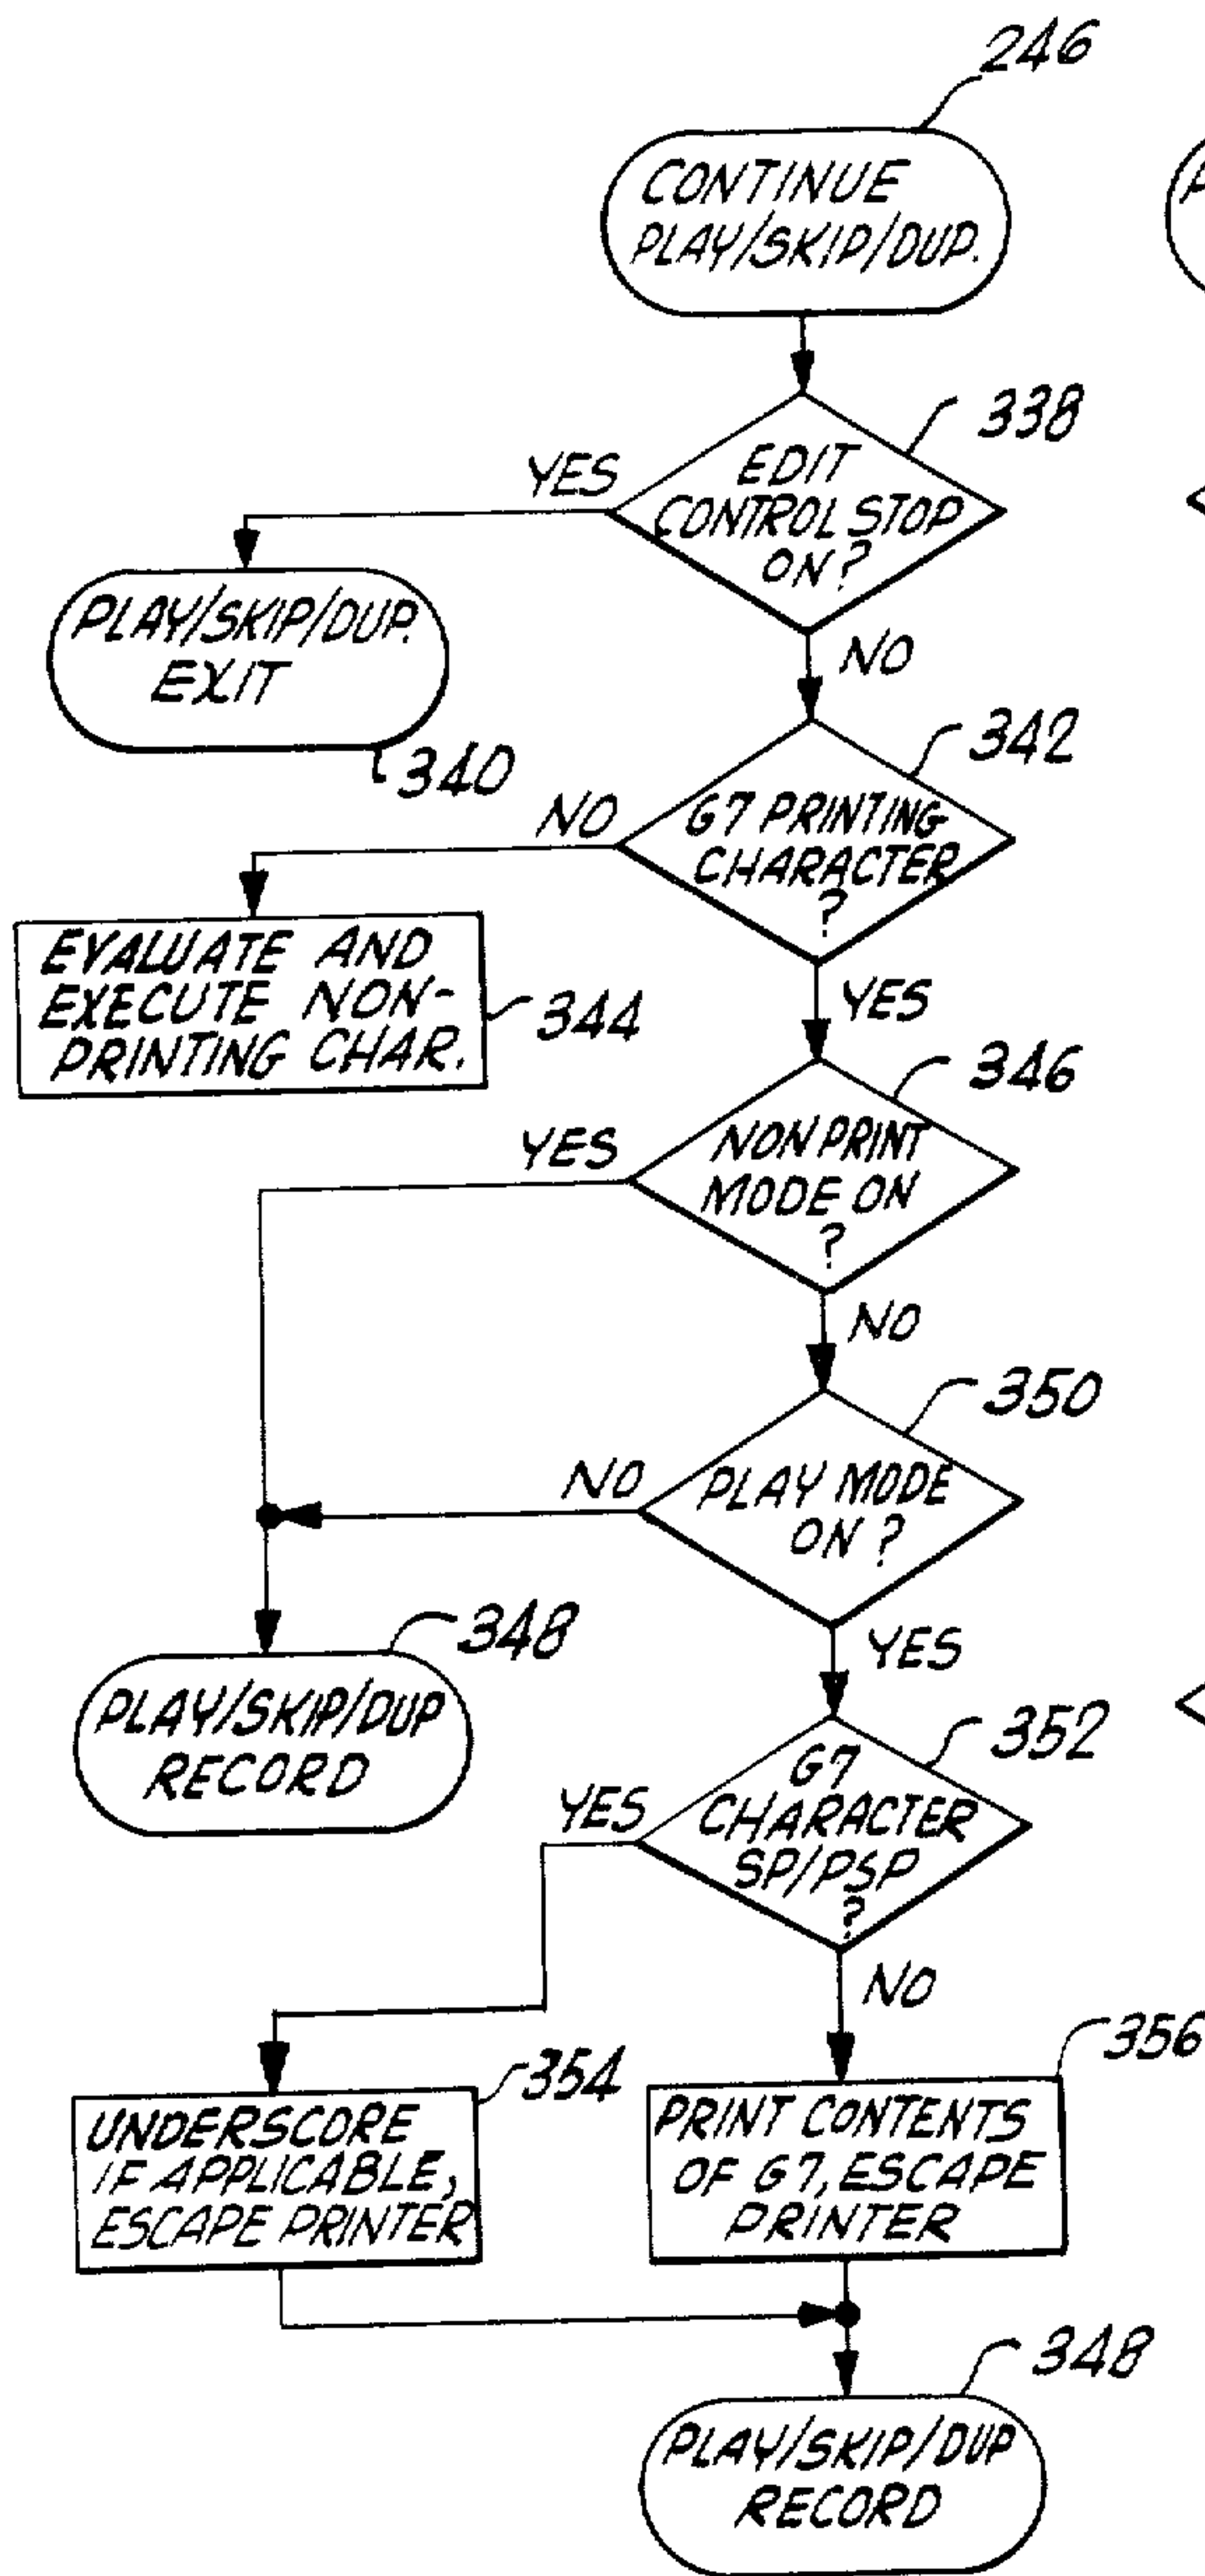 246
CONTINUE
PLAY/SKIP/DUP.
338
EDIT
CONTROL STOP
ON?
YES
NO
PLAY/SKIP/DUP.
EXIT
340
342
G7 PRINTING
CHARACTER
?
NO
YES
EVALUATE AND
EXECUTE NON-
PRINTING CHAR.
344
346
NON PRINT
MODE ON
?
YES
NO
350
PLAY MODE
ON?
NO
YES
348
PLAY/SKIP/DUP
RECORD
352
G7
CHARACTER
SP/PSP
?
YES
NO
354
UNDERSCORE
IF APPLICABLE,
ESCAPE PRINTER
356
PRINT CONTENTS
OF G7, ESCAPE
PRINTER
348
PLAY/SKIP/DUP
RECORD